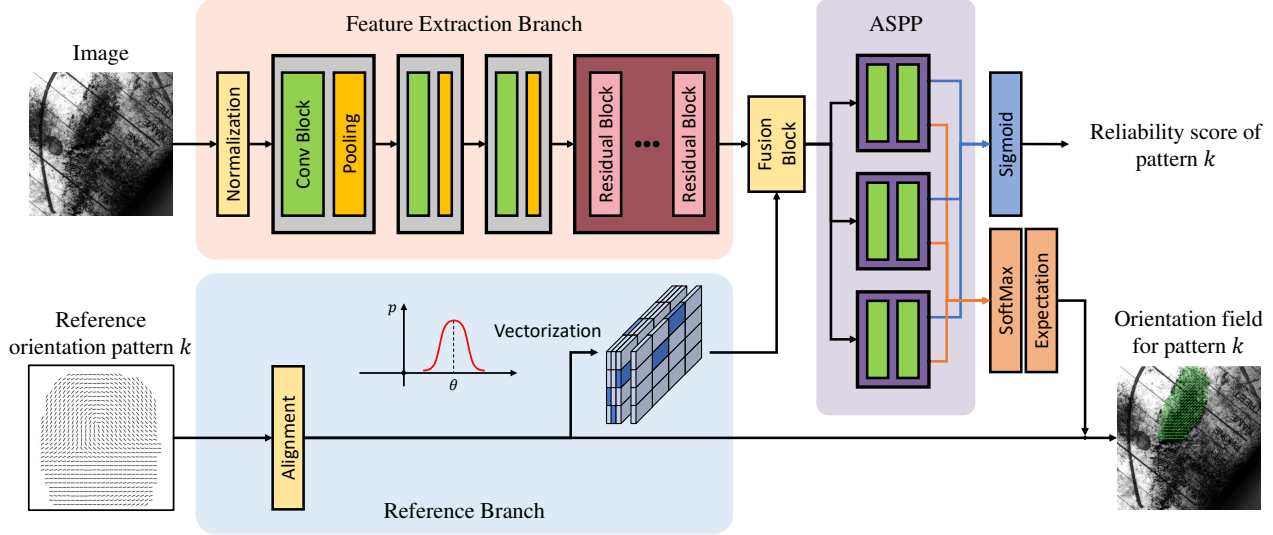 Feature Extraction Branch
ASPP
Image
Normalization
Conv Block
Pooling
Residual Block
Residual Block
Fusion
Block
Sigmoid
Reliability score of
pattern k
Reference
orientation pattern k
p
θ
Vectorization
Alignment
SoftMax
Expectation
Orientation field
for pattern k
Reference Branch